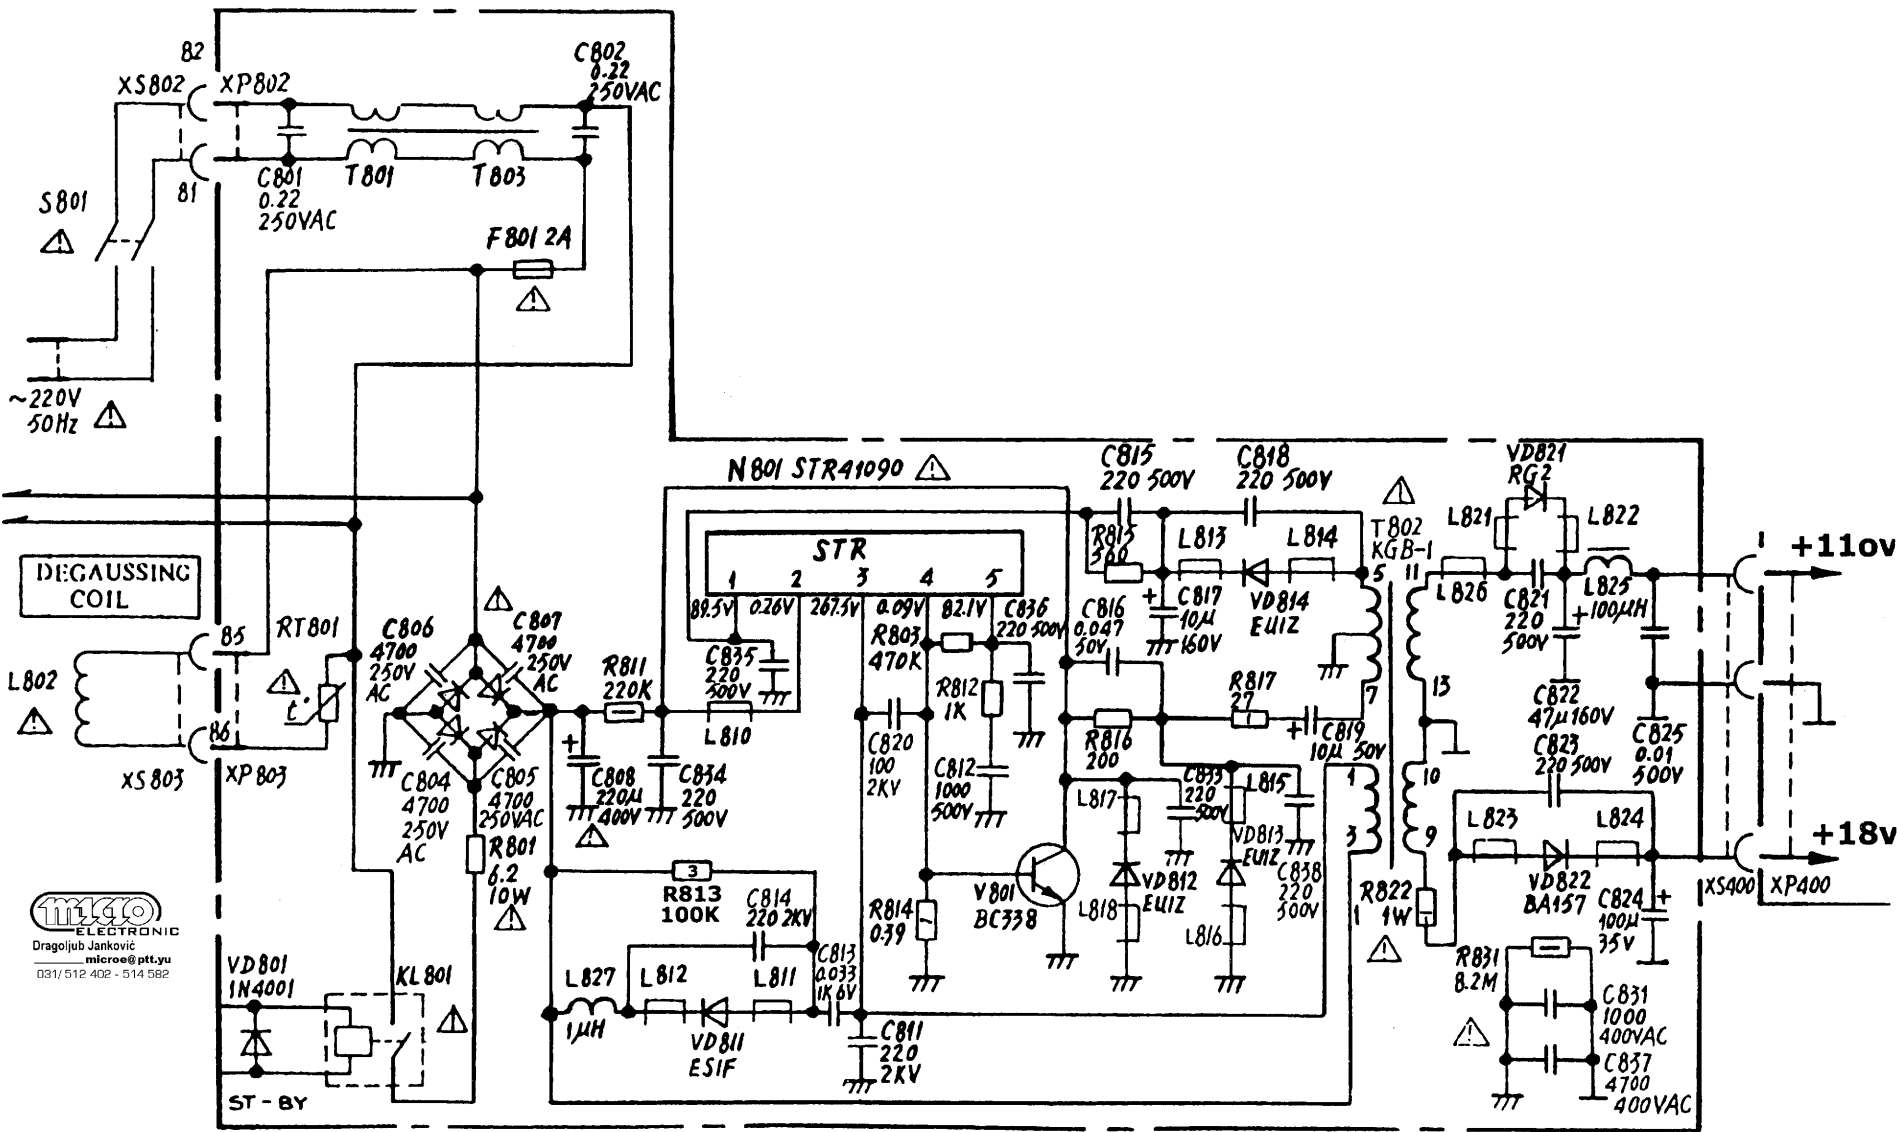 82
XS802
XP802
C802
0.22
250VAC
81
C801
0.22
250VAC
T801
T803
S801
F801 2A
~220V
50Hz
N801 STR41090
C815
220 500V
C818
220 500V
VD821
RG2
L821
L822
T802
KGB-1
DEGAUSSING
COIL
STR
1
2
3
4
5
89.5V
0.26V
267.5V
0.09V
82.1V
R815
560
L813
L814
5
11
+110v
L826
C821
220
500V
L825
100µH
+
C817
10µ
160V
+
VD814
EU1Z
C836
220 500V
C816
0.047
50V
R803
470K
85
RT801
C806
4700
250V
AC
C807
4700
250V
AC
R811
220K
C835
220
500V
L802
t°
R812
1K
R817
27
7
13
86
L810
C822
47µ160V
C825
0.01
500V
XS803
XP803
C804
4700
250V
AC
C805
4700
250VAC
+
C808
220µ
400V
C834
220
500V
C820
100
2KV
C812
1000
500V
R816
200
+
C819
10µ 50V
C823
220 500V
1
10
L817
C833
220
500V
L815
3
9
L823
L824
+18v
R801
6.2
10W
VD813
EU1Z
C838
220
500V
3
R813
100K
C814
220 2KV
V801
BC338
VD812
EU1Z
R814
0.39
L818
L816
R822
1
1W
VD822
BA157
C824
100µ
35V
+
XS400
XP400
micro
ELECTRONIC
Dragoljub Janković
microe@ptt.yu
031/ 512 402 - 514 582
VD801
1N4001
KL801
L827
1µH
L812
L811
C813
0.033
1K 6V
VD811
ES1F
C811
220
2KV
R831
8.2M
C831
1000
400VAC
C837
4700
400VAC
ST-BY